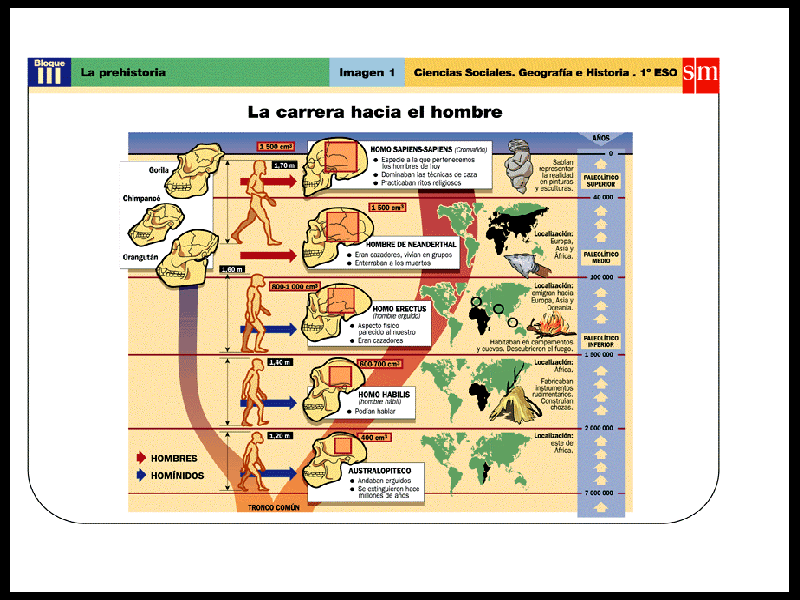 Bloque
III
La prehistoria
Imagen 1
Ciencias Sociales. Geografía e Historia . 1º ESO
sm
La carrera hacia el hombre
AÑOS
0
1 500 cm³
1,70 m
HOMO SAPIENS-SAPIENS (Cromañón)
● Especie a la que pertenecemos
los hombres de hoy
● Dominaban las técnicas de caza
● Practicaban ritos religiosos
Sabían
representar
la realidad
en pinturas
y esculturas.
PALEOLÍTICO
SUPERIOR
40 000
Gorila
Chimpancé
Orangután
1 500 cm³
HOMBRE DE NEANDERTHAL
● Eran cazadores, vivían en grupos
● Enterraban a los muertos
Localización:
Europa,
Asia y
África.
PALEOLÍTICO
MEDIO
100 000
1,60 m
800-1 000 cm³
HOMO ERECTUS
(hombre erguido)
● Aspecto físico
parecido al nuestro
● Eran cazadores
Localización:
emigran hacia
Europa, Asia y
Oceanía.
Habitaban en campamentos
y cuevas. Descubrieron el fuego.
PALEOLÍTICO
INFERIOR
1,40 m
600-700 cm³
HOMO HABILIS
(hombre hábil)
● Podían hablar
Localización:
África.
Fabricaban
instrumentos
rudimentarios.
Construían
chozas.
2 000 000
1,20 m
400 cm³
AUSTRALOPITECO
● Andaban erguidos
● Se extinguieron hace
millones de años
Localización:
este de
África.
7 000 000
HOMBRES
HOMÍNIDOS
TRONCO COMÚN